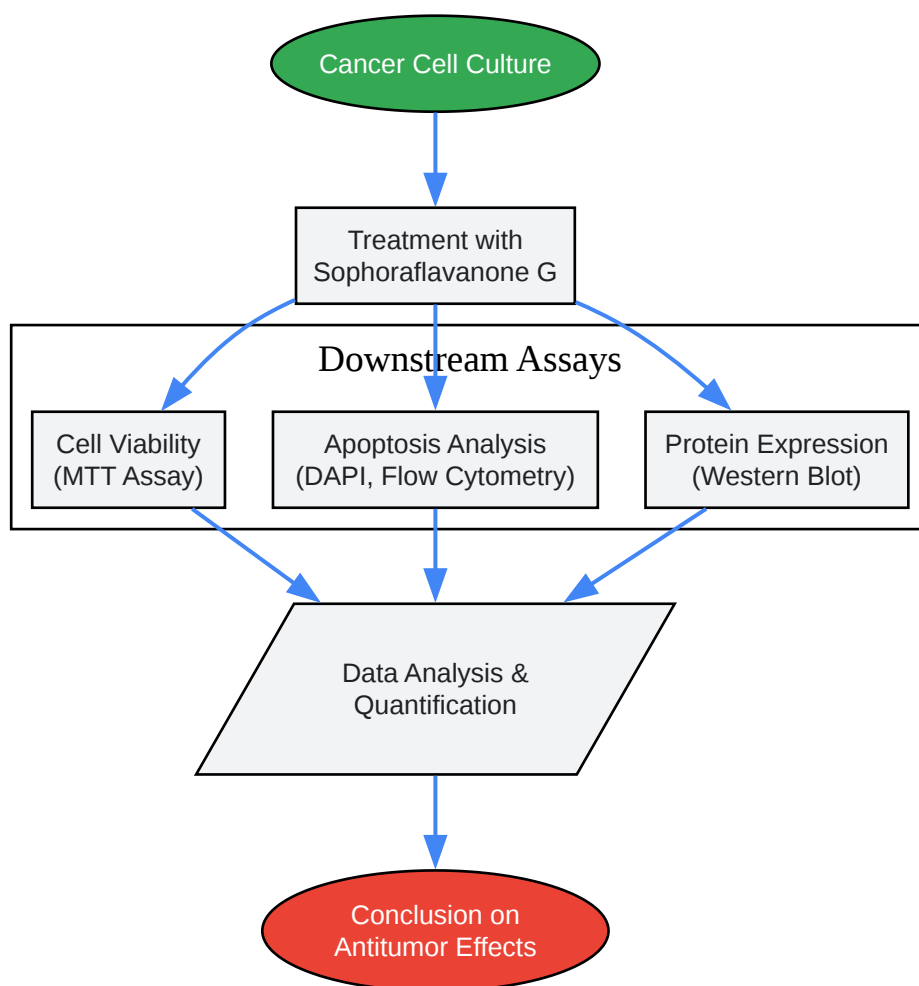 Cancer Cell Culture
Treatment with
Sophoraflavanone G
Downstream Assays
Cell Viability
(MTT Assay)
Apoptosis Analysis
(DAPI, Flow Cytometry)
Protein Expression
(Western Blot)
Data Analysis &
Quantification
Conclusion on
Antitumor Effects